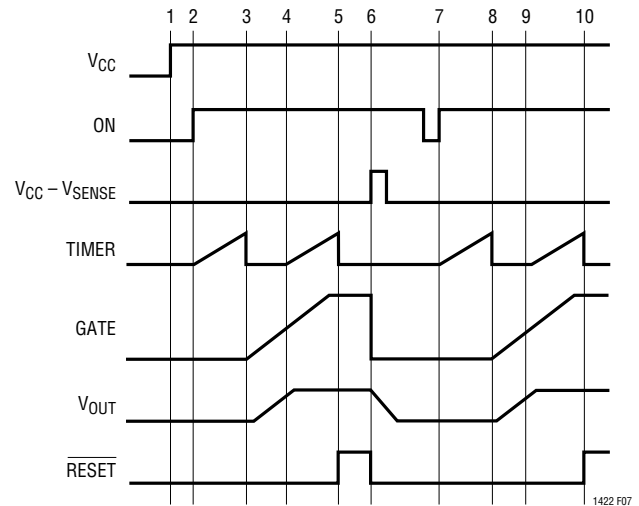 1 2 3 4 5 6 7 8 9 10
VCC
ON
VCC – VSENSE
TIMER
GATE
VOUT
RESET
1422 F07